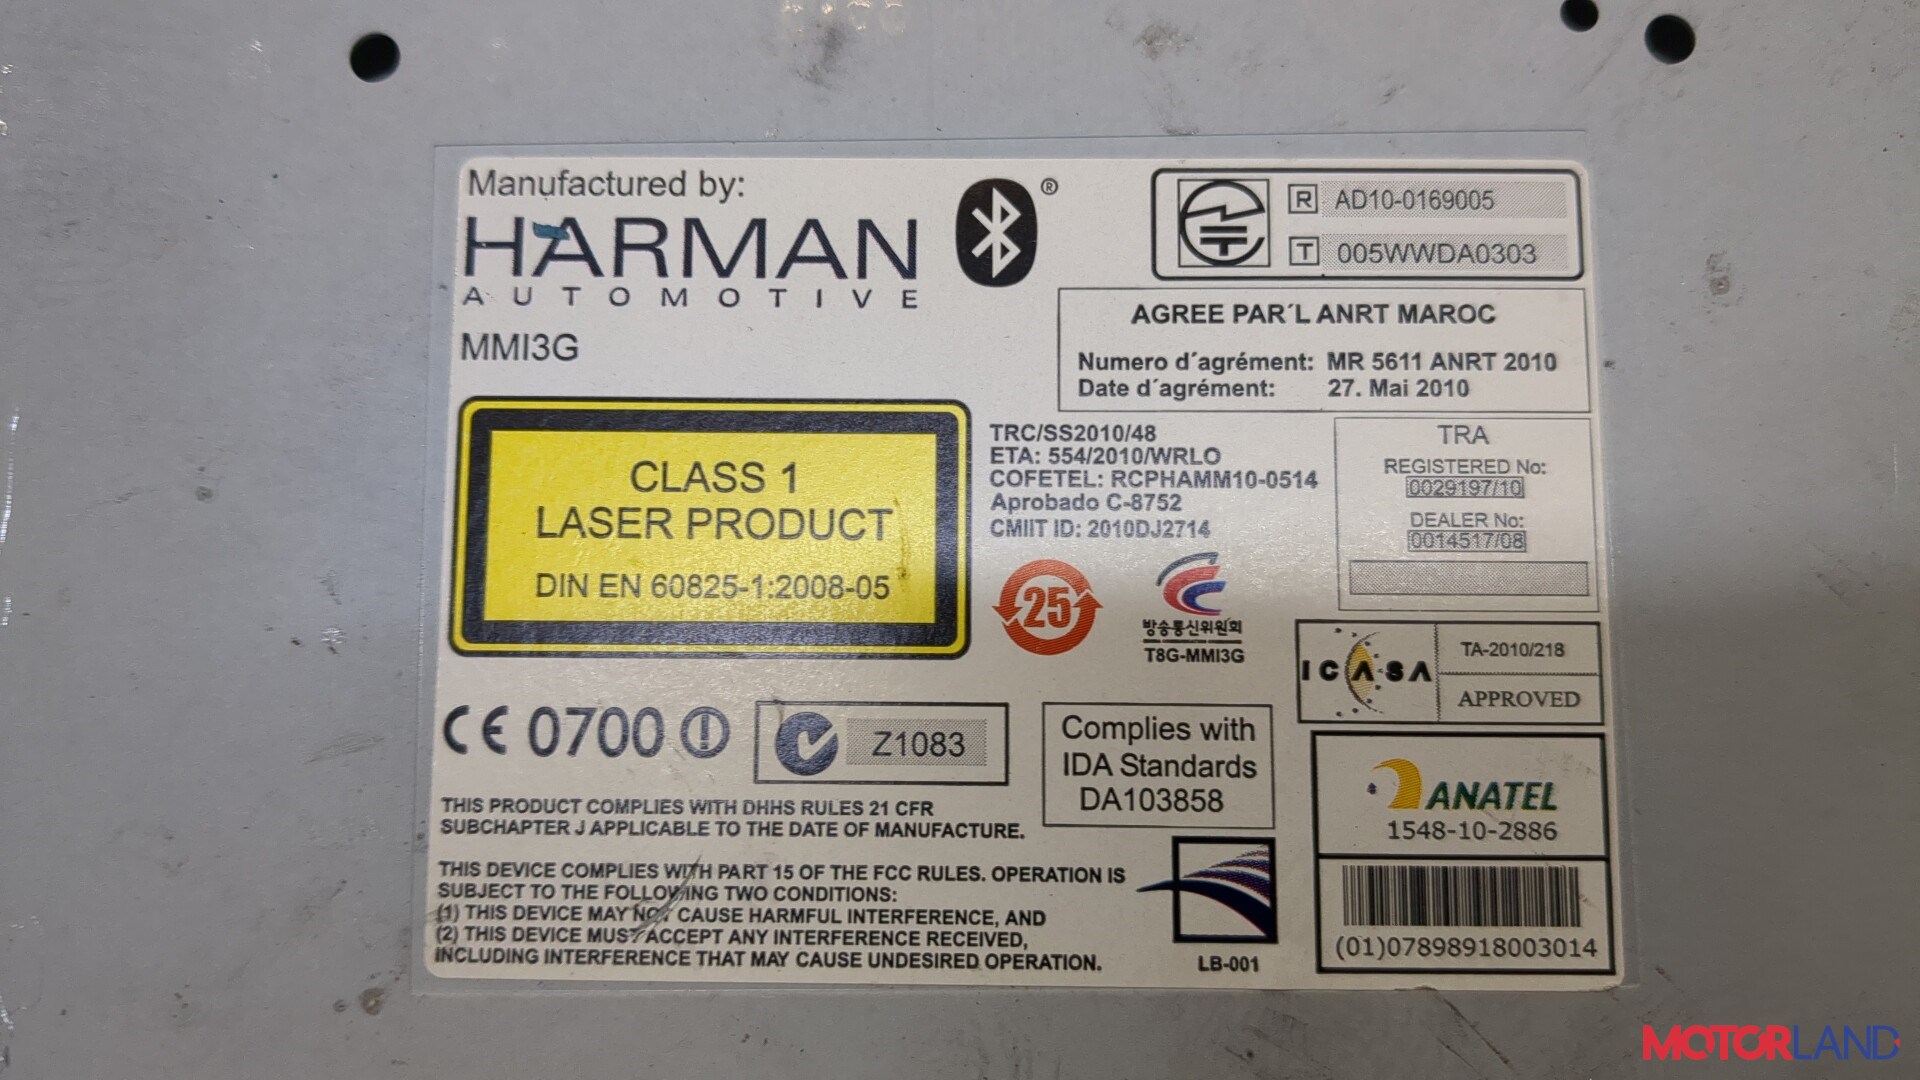 Manufactured by:
HARMAN
AUTOMOTIVE
MMI3G
®
R AD10-0169005
T 005WWDA0303
AGREE PAR´L ANRT MAROC
Numero d´agrément: MR 5611 ANRT 2010
Date d´agrément: 27. Mai 2010
CLASS 1
LASER PRODUCT
DIN EN 60825-1:2008-05
TRC/SS2010/48
ETA: 554/2010/WRLO
COFETEL: RCPHAMM10-0514
Aprobado C-8752
CMIIT ID: 2010DJ2714
TRA
REGISTERED No:
0029197/10
DEALER No:
0014517/08
25
방송통신위원회
T8G-MMI3G
ICASA
TA-2010/218
APPROVED
CE 0700
Z1083
Complies with
IDA Standards
DA103858
ANATEL
1548-10-2886
(01)07898918003014
THIS PRODUCT COMPLIES WITH DHHS RULES 21 CFR
SUBCHAPTER J APPLICABLE TO THE DATE OF MANUFACTURE.
THIS DEVICE COMPLIES WITH PART 15 OF THE FCC RULES. OPERATION IS
SUBJECT TO THE FOLLOWING TWO CONDITIONS:
(1) THIS DEVICE MAY NOT CAUSE HARMFUL INTERFERENCE, AND
(2) THIS DEVICE MUST ACCEPT ANY INTERFERENCE RECEIVED,
INCLUDING INTERFERENCE THAT MAY CAUSE UNDESIRED OPERATION.
LB-001
MOTORLAND